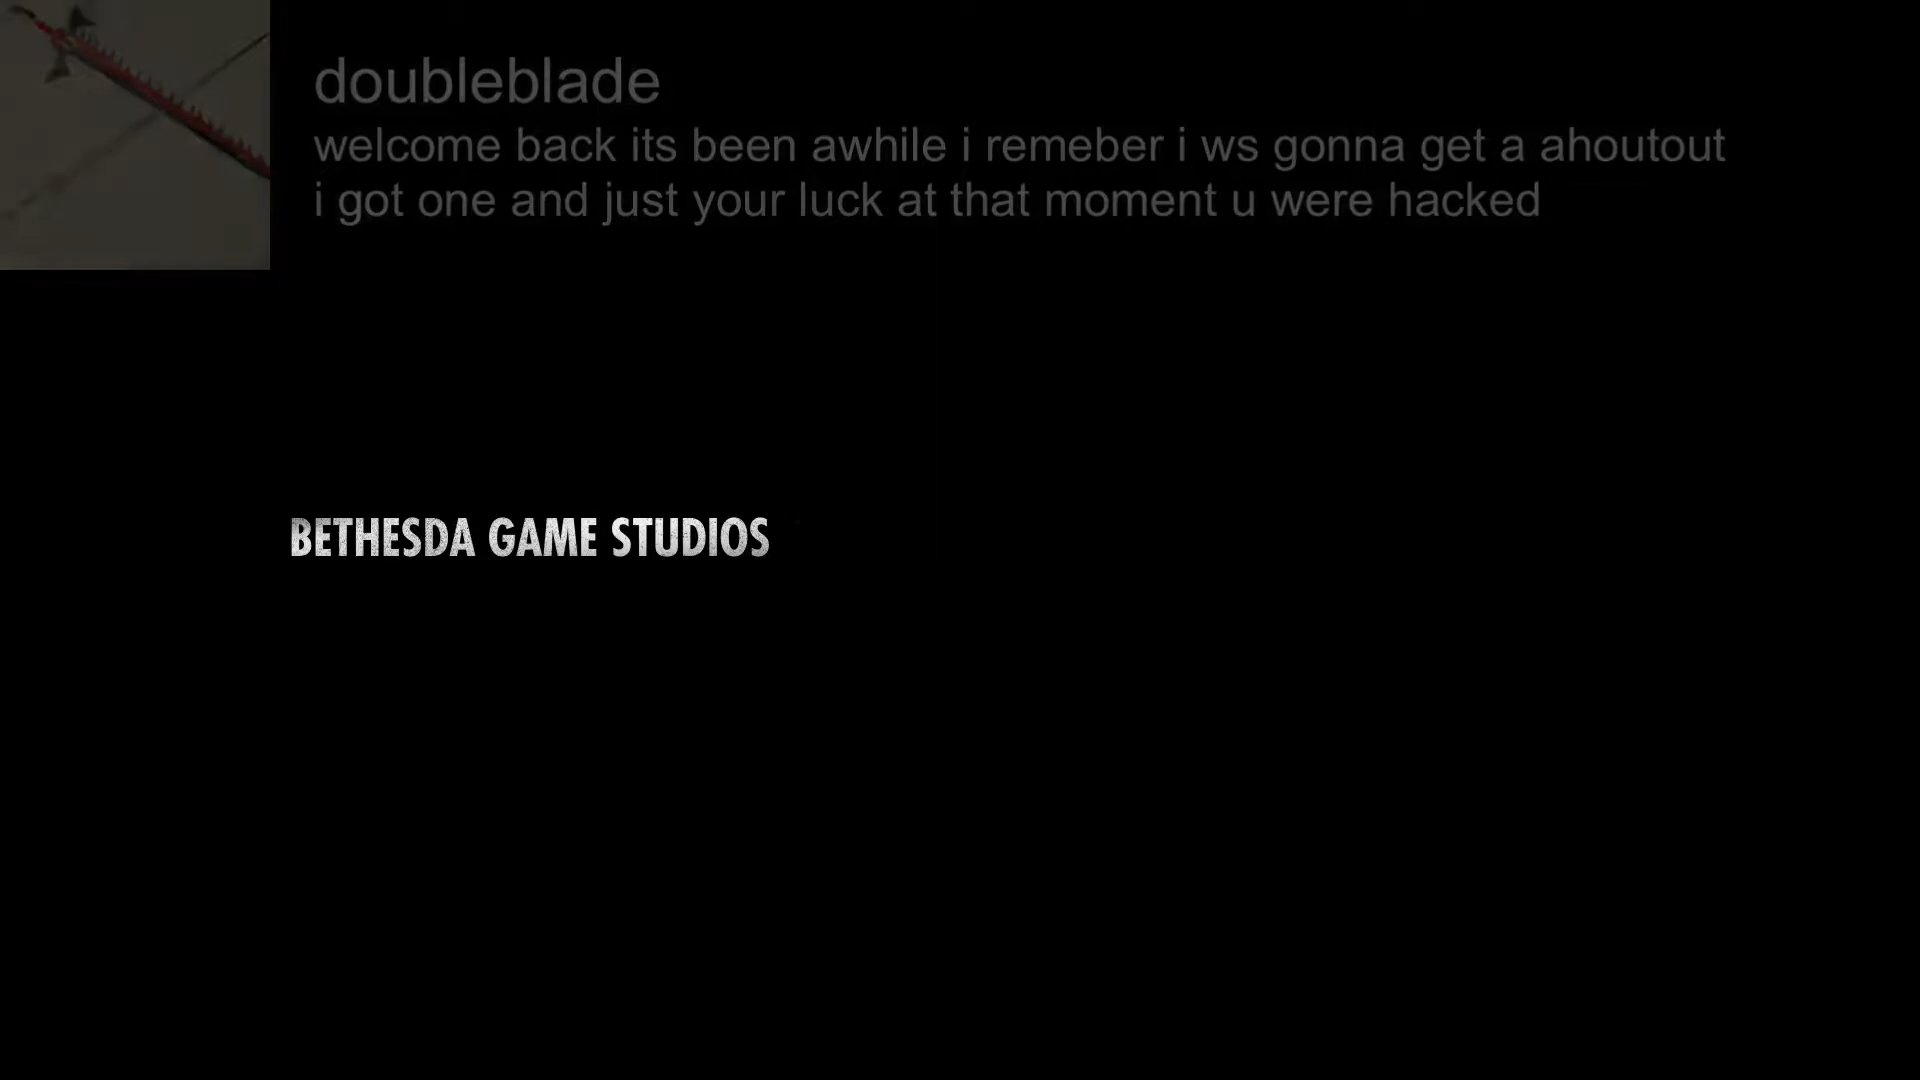 doubleblade
welcome back its been awhile i remeber i ws gonna get a ahoutout
i got one and just your luck at that moment u were hacked
BETHESDA GAME STUDIOS